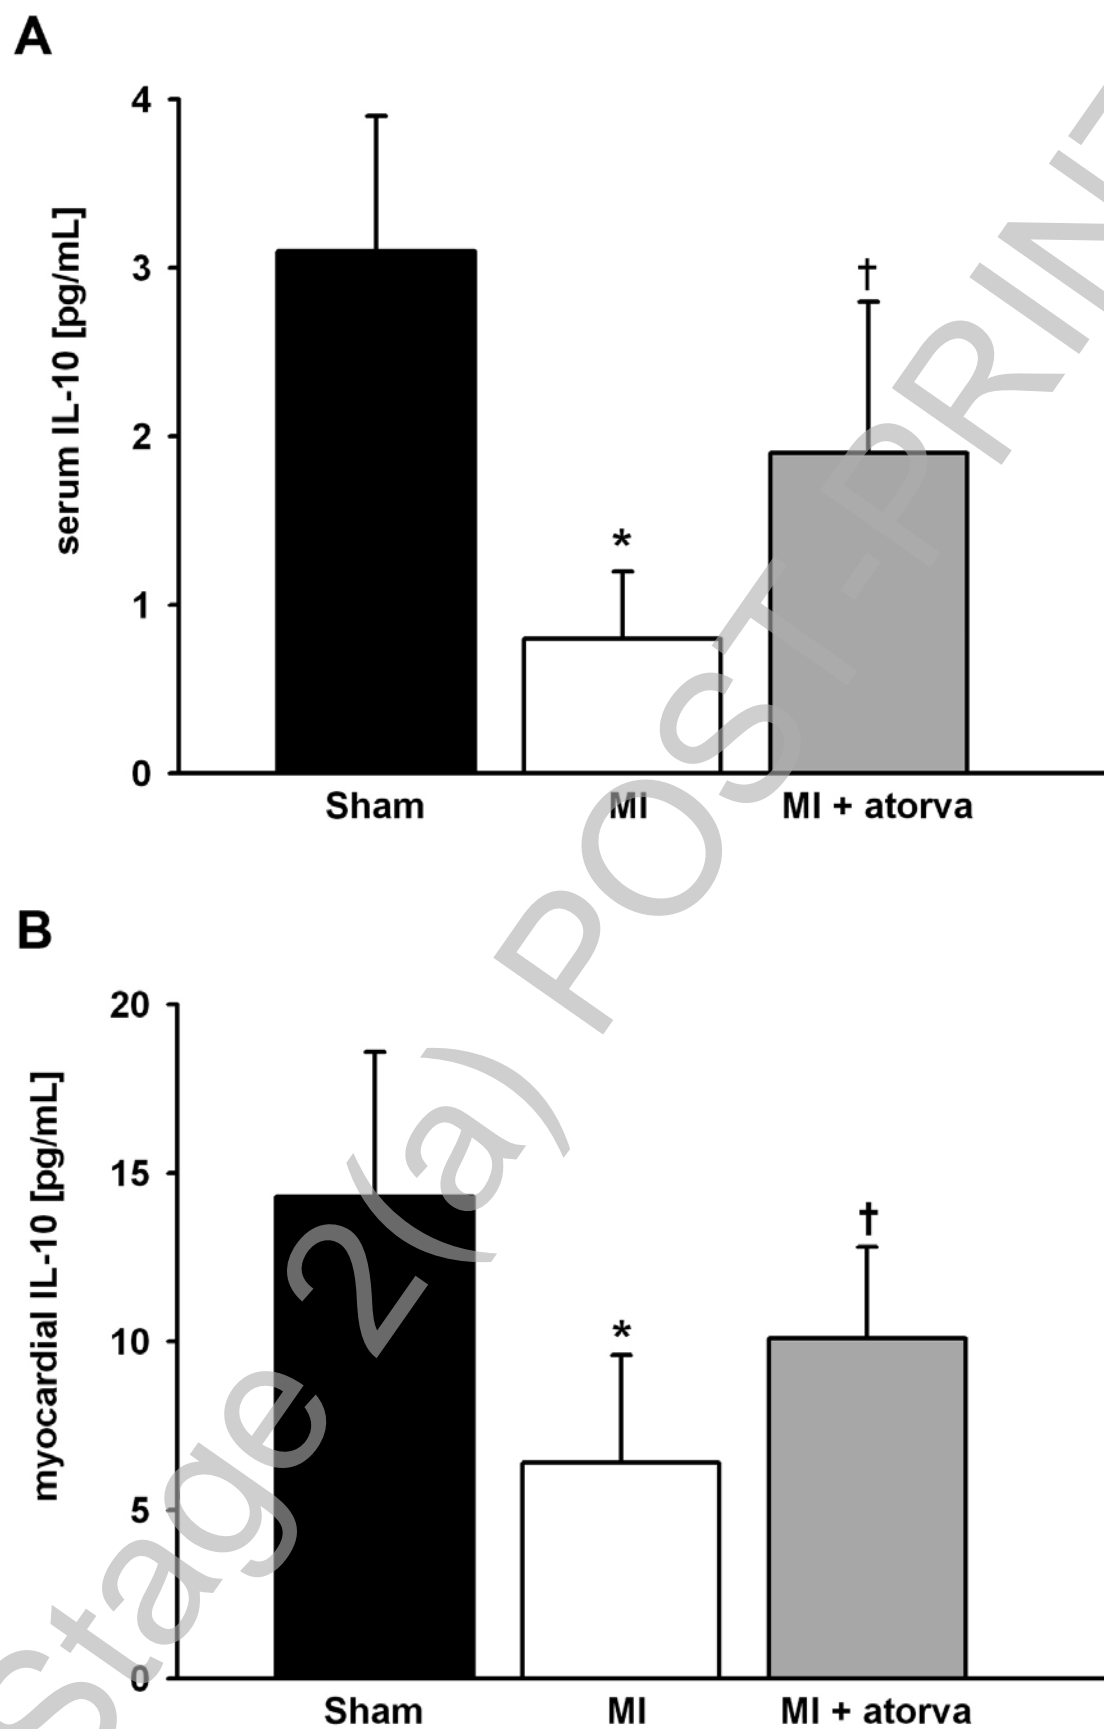 A
4
3
2
1
0
serum IL-10 [pg/mL]
*
†
Sham MI MI + atorva
B
20
15
10
5
0
myocardial IL-10 [pg/mL]
*
†
Sham MI MI + atorva
Stage 2(a) POST-PRINT